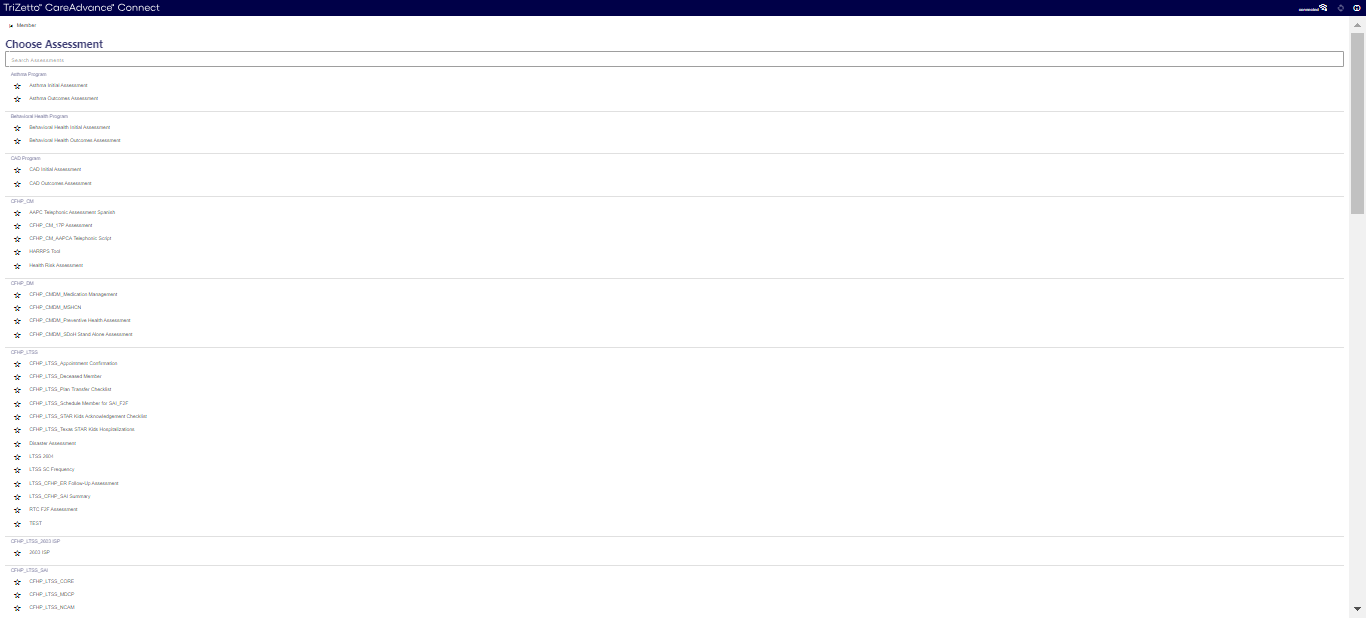 TriZetto® CareAdvance® Connect
connected
Member
Choose Assessment
Search Assessments
Asthma Program
Asthma Initial Assessment
Asthma Outcomes Assessment
Behavioral Health Program
Behavioral Health Initial Assessment
Behavioral Health Outcomes Assessment
CAD Program
CAD Initial Assessment
CAD Outcomes Assessment
CFHP_CM
AAPC Telephonic Assessment Spanish
CFHP_CM_17P Assessment
CFHP_CM_AAPCA Telephonic Script
HARRPS Tool
Health Risk Assessment
CFHP_DM
CFHP_CMDM_Medication Management
CFHP_CMDM_MSHCN
CFHP_CMDM_Preventive Health Assessment
CFHP_CMDM_SDoH Stand Alone Assessment
CFHP_LTSS
CFHP_LTSS_Appointment Confirmation
CFHP_LTSS_Deceased Member
CFHP_LTSS_Plan Transfer Checklist
CFHP_LTSS_Schedule Member for SAI_F2F
CFHP_LTSS_STAR Kids Acknowledgement Checklist
CFHP_LTSS_Texas STAR Kids Hospitalizations
Disaster Assessment
LTSS 2604
LTSS SC Frequency
LTSS_CFHP_ER Follow-Up Assessment
LTSS_CFHP_SAI Summary
RTC F2F Assessment
TEST
CFHP_LTSS_2603 ISP
2603 ISP
CFHP_LTSS_SAI
CFHP_LTSS_CORE
CFHP_LTSS_MDCP
CFHP_LTSS_NCAM